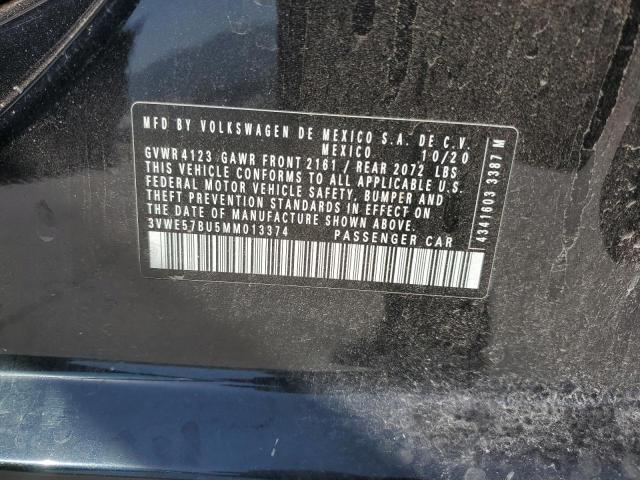 MFD BY VOLKSWAGEN DE MEXICO S.A. DE C.V.
MEXICO 10/20
GVWR 4123 GAWR FRONT 2161 / REAR 2072 LBS
THIS VEHICLE CONFORMS TO ALL APPLICABLE U.S.
FEDERAL MOTOR VEHICLE SAFETY, BUMPER AND
THEFT PREVENTION STANDARDS IN EFFECT ON
THE DATE OF MANUFACTURE SHOWN ABOVE.
3VWE57BU5MM013374 PASSENGER CAR
4341603 3387 M